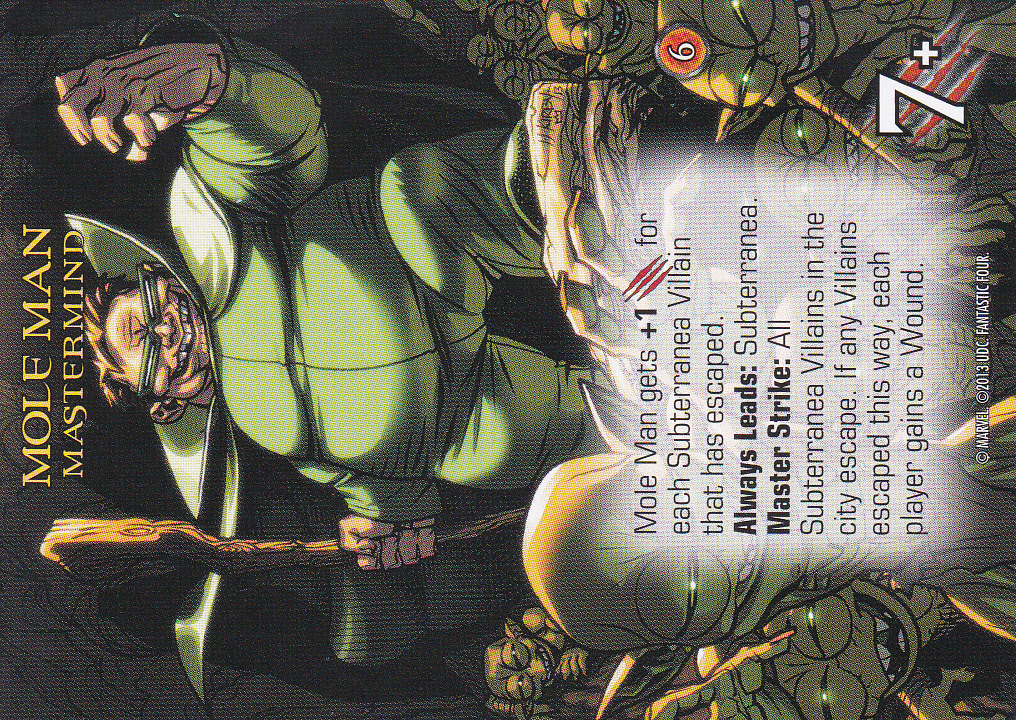 MOLE MAN
MASTERMIND
Mole Man gets +1 for
each Subterranea Villain
that has escaped.
Always Leads: Subterranea.
Master Strike: All
Subterranea Villains in the
city escape. If any Villains
escaped this way, each
player gains a Wound.
6
7+
© MARVEL. ©2013 UDC. FANTASTIC FOUR.